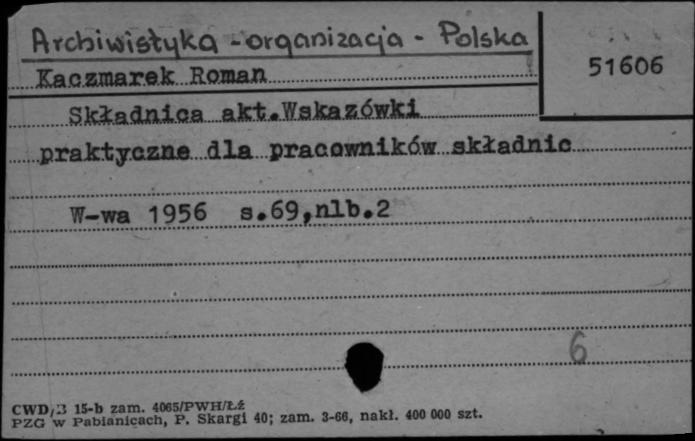 Archiwistyka - organizacja - Polska
51606
Kaczmarek Roman
Składnica akt.Wskazówki
praktyczne dla pracowników składnic
W-wa 1956 s.69,nlb.2
6
CWD/3 15-b zam. 4065/PWH/Łź
PZG w Pabianicach, P. Skargi 40; zam. 3-66, nakł. 400 000 szt.